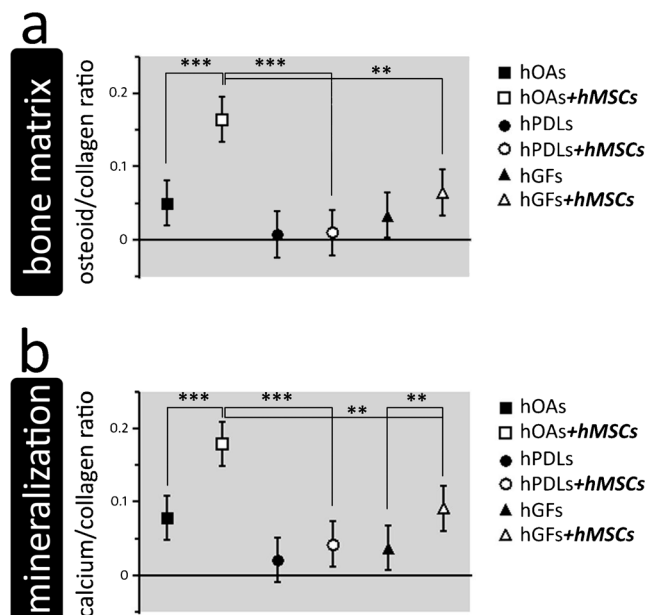 a
bone matrix
osteoid/collagen ratio
0.2
0.1
0
***
***
**
hOAs
hOAs+hMSCs
hPDLs
hPDLs+hMSCs
hGFs
hGFs+hMSCs
b
mineralization
calcium/collagen ratio
0.2
0.1
0
***
***
**
**
hOAs
hOAs+hMSCs
hPDLs
hPDLs+hMSCs
hGFs
hGFs+hMSCs